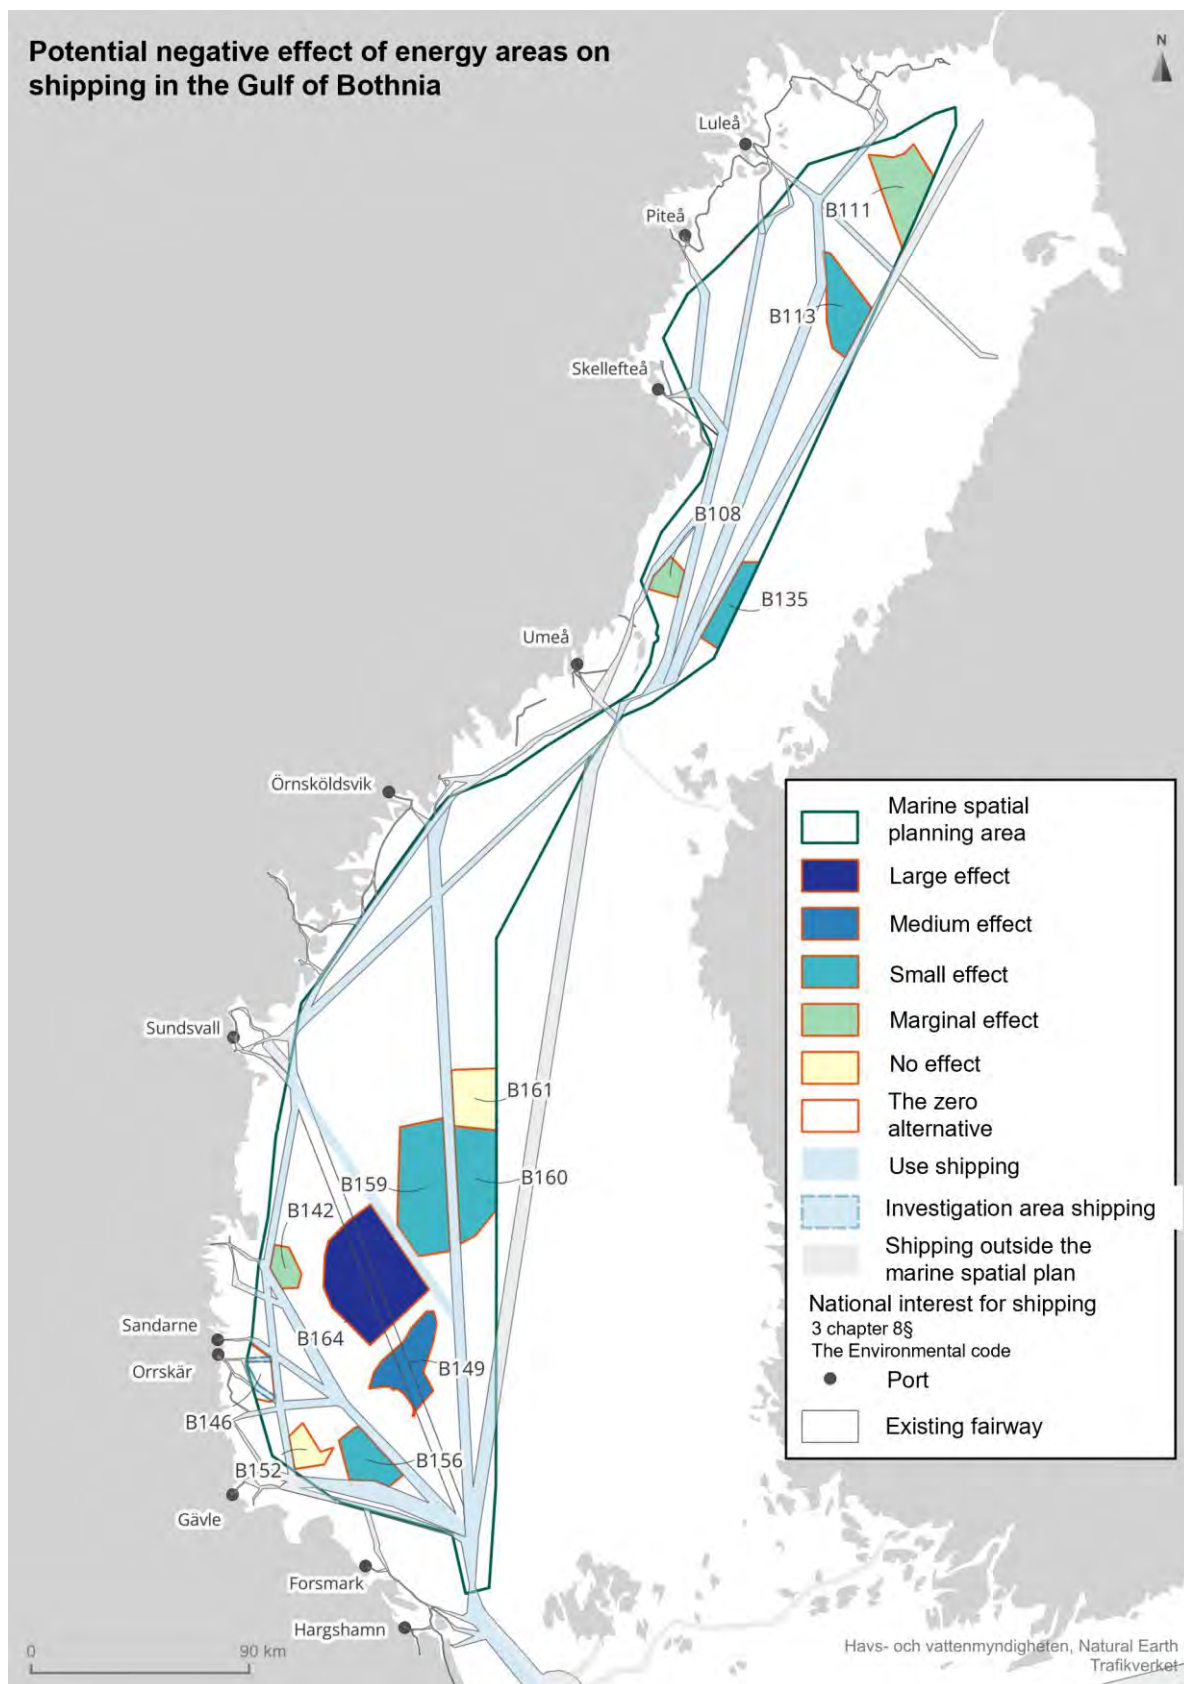 Potential negative effect of energy areas on
shipping in the Gulf of Bothnia
N
Luleå
Piteå
B111
B113
Skellefteå
B108
B135
Umeå
Örnsköldsvik
Sundsvall
B161
B159
B160
B142
B164
Sandarne
Orrskär
B149
B146
B152
B156
Gävle
Forsmark
Hargshamn
Marine spatial
planning area
Large effect
Medium effect
Small effect
Marginal effect
No effect
The zero
alternative
Use shipping
Investigation area shipping
Shipping outside the
marine spatial plan
National interest for shipping
3 chapter 8§
The Environmental code
Port
Existing fairway
0 90 km
Havs- och vattenmyndigheten, Natural Earth
Trafikverket